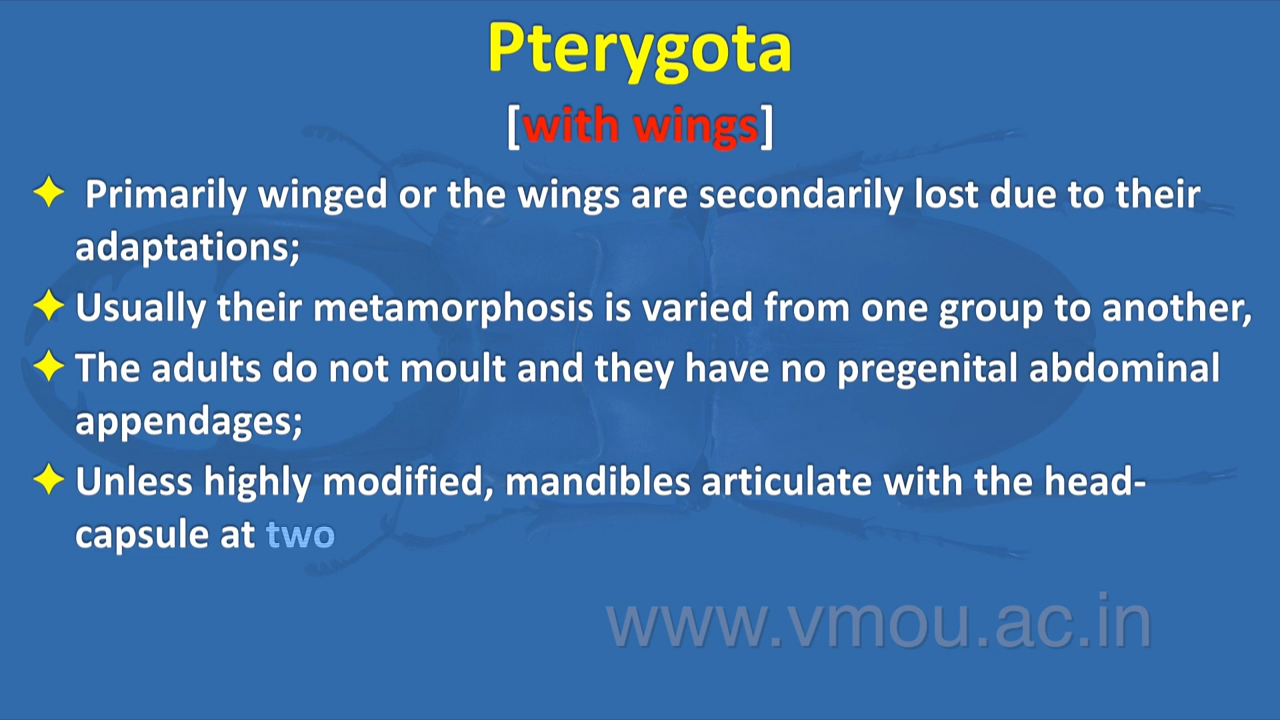 Pterygota
[with wings]
Primarily winged or the wings are secondarily lost due to their
adaptations;
Usually their metamorphosis is varied from one group to another,
The adults do not moult and they have no pregenital abdominal
appendages;
Unless highly modified, mandibles articulate with the head-
capsule at two
www.vmou.ac.in